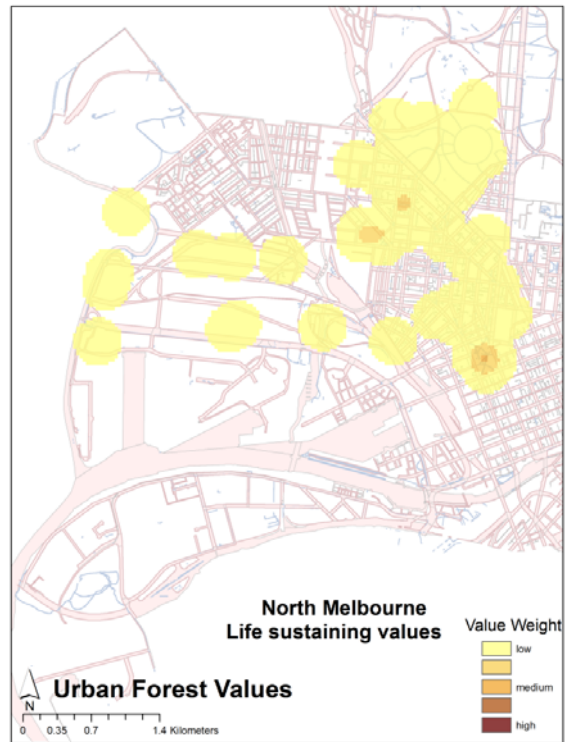 North Melbourne
Life sustaining values
Value Weight
low
medium
high
N
Urban Forest Values
0 0.35 0.7 1.4 Kilometers